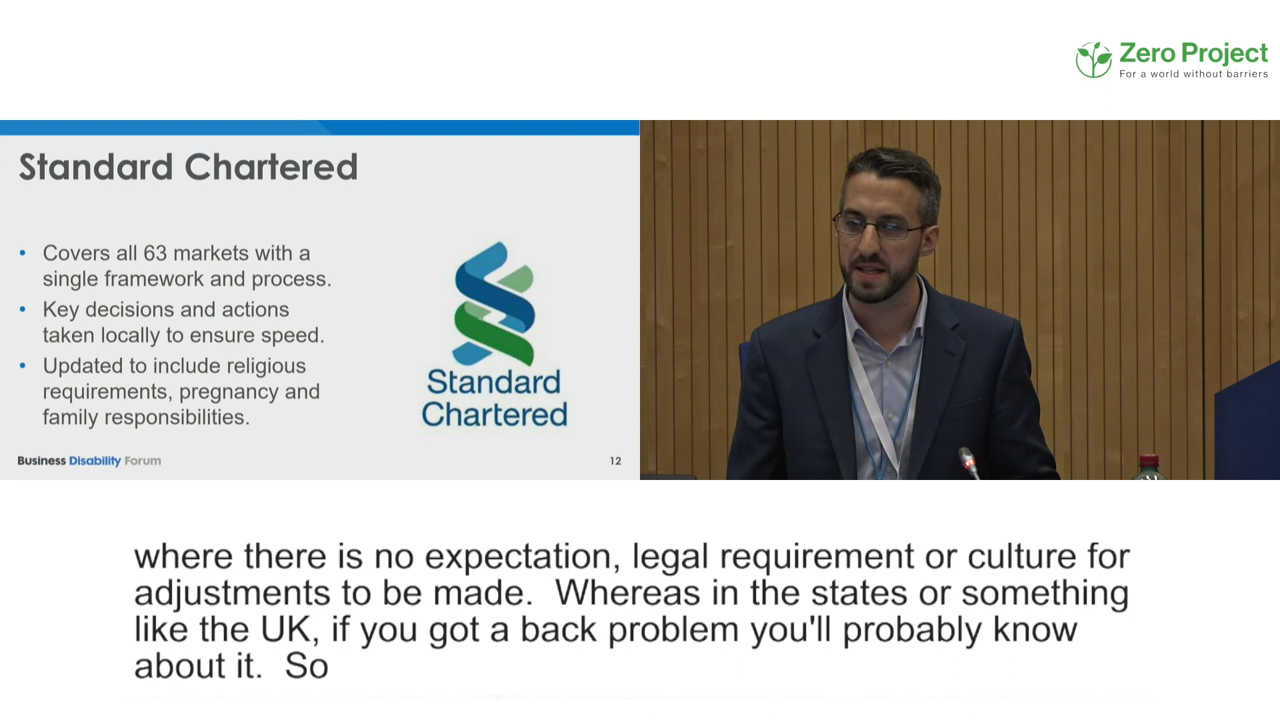 Zero Project
For a world without barriers
Standard Chartered
• Covers all 63 markets with a
single framework and process.
• Key decisions and actions
taken locally to ensure speed.
• Updated to include religious
requirements, pregnancy and
family responsibilities.
Standard
Chartered
Business Disability Forum
12
where there is no expectation, legal requirement or culture for
adjustments to be made.  Whereas in the states or something
like the UK, if you got a back problem you'll probably know
about it.  So